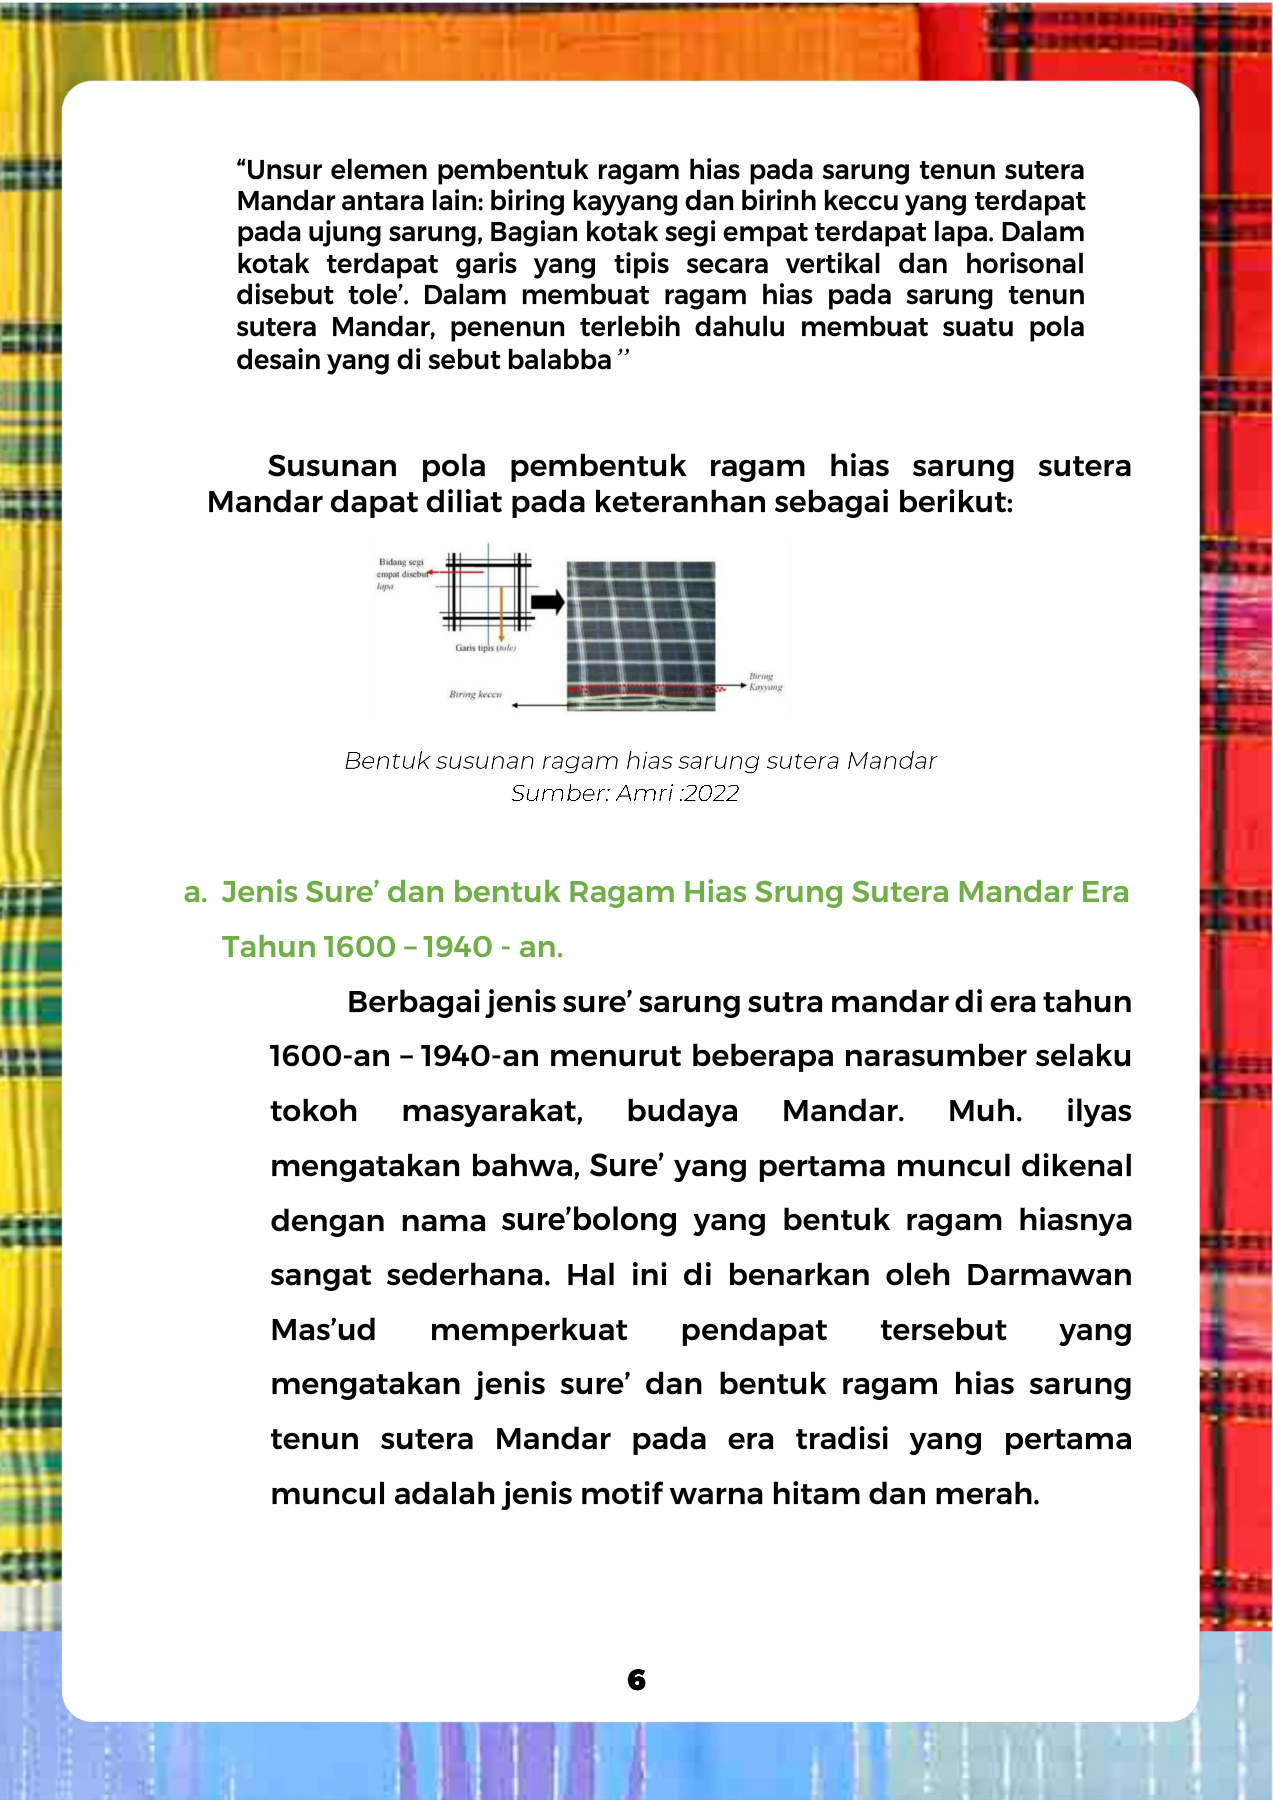 “Unsur elemen pembentuk ragam hias pada sarung tenun sutera
Mandar antara lain: biring kayyang dan birinh keccu yang terdapat
pada ujung sarung, Bagian kotak segi empat terdapat lapa. Dalam
kotak terdapat garis yang tipis secara vertikal dan horisonal
disebut tole’. Dalam membuat ragam hias pada sarung tenun
sutera Mandar, penenun terlebih dahulu membuat suatu pola
desain yang di sebut balabba ’’
Susunan pola pembentuk ragam hias sarung sutera
Mandar dapat diliat pada keteranhan sebagai berikut:
Bidang segi
empat disebut
lapa
Garis tipis (tole)
Biring keccu
Biring
Kayyang
Bentuk susunan ragam hias sarung sutera Mandar
Sumber: Amri :2022
a. Jenis Sure’ dan bentuk Ragam Hias Srung Sutera Mandar Era
Tahun 1600 – 1940 - an.
Berbagai jenis sure’ sarung sutra mandar di era tahun
1600-an – 1940-an menurut beberapa narasumber selaku
tokoh masyarakat, budaya Mandar. Muh. ilyas
mengatakan bahwa, Sure’ yang pertama muncul dikenal
dengan nama sure’bolong yang bentuk ragam hiasnya
sangat sederhana. Hal ini di benarkan oleh Darmawan
Mas’ud memperkuat pendapat tersebut yang
mengatakan jenis sure’ dan bentuk ragam hias sarung
tenun sutera Mandar pada era tradisi yang pertama
muncul adalah jenis motif warna hitam dan merah.
6